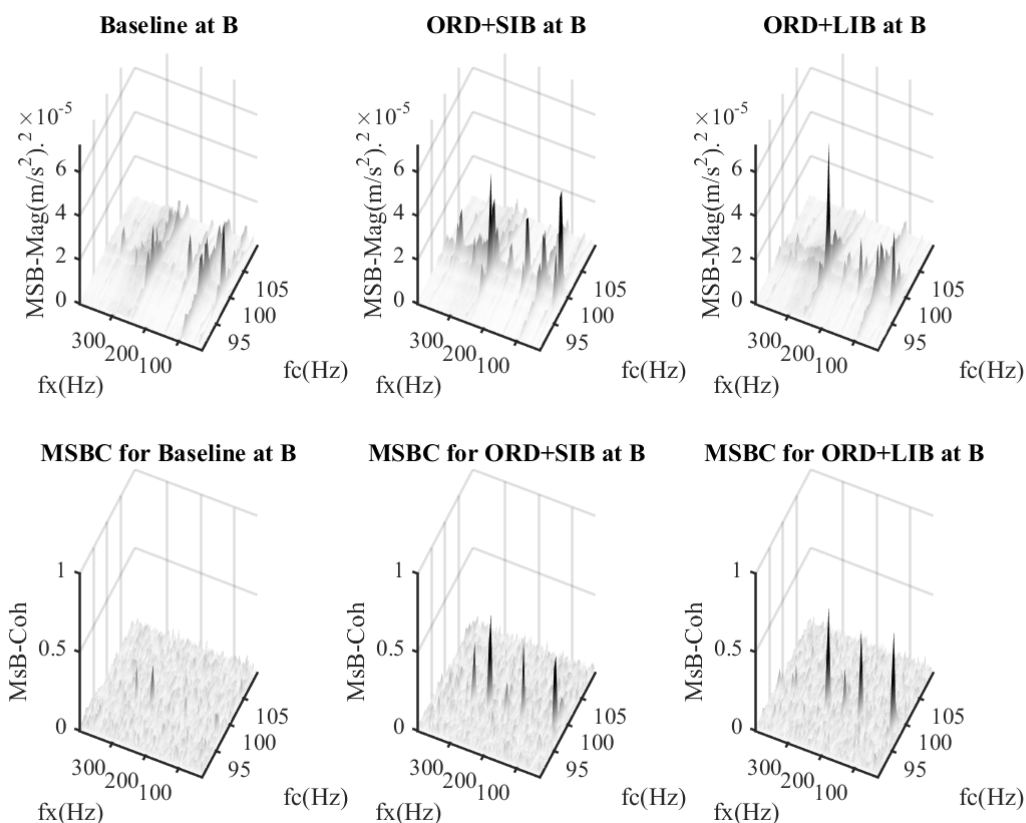 Baseline at B
ORD+SIB at B
ORD+LIB at B
×10⁻⁵
×10⁻⁵
×10⁻⁵
MSB-Mag(m/s²).²
6
4
2
0
300
200
100
fx(Hz)
95
100
105
fc(Hz)
MSB-Mag(m/s²).²
6
4
2
0
300
200
100
fx(Hz)
95
100
105
fc(Hz)
MSB-Mag(m/s²).²
6
4
2
0
300
200
100
fx(Hz)
95
100
105
fc(Hz)
MSBC for Baseline at B
MSBC for ORD+SIB at B
MSBC for ORD+LIB at B
MsB-Coh
1
0.5
0
300
200
100
fx(Hz)
95
100
105
fc(Hz)
MsB-Coh
1
0.5
0
300
200
100
fx(Hz)
95
100
105
fc(Hz)
MsB-Coh
1
0.5
0
300
200
100
fx(Hz)
95
100
105
fc(Hz)